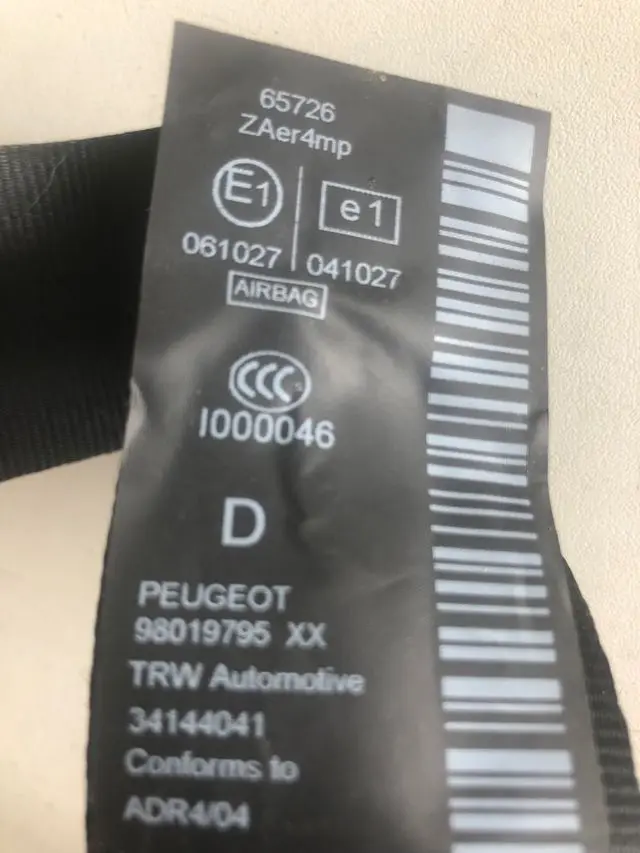 65726
ZAer4mp
E1 e1
061027 041027
AIRBAG
CCC S
I000046
D
PEUGEOT
98019795 XX
TRW Automotive
34144041
Conforms to
ADR4/04